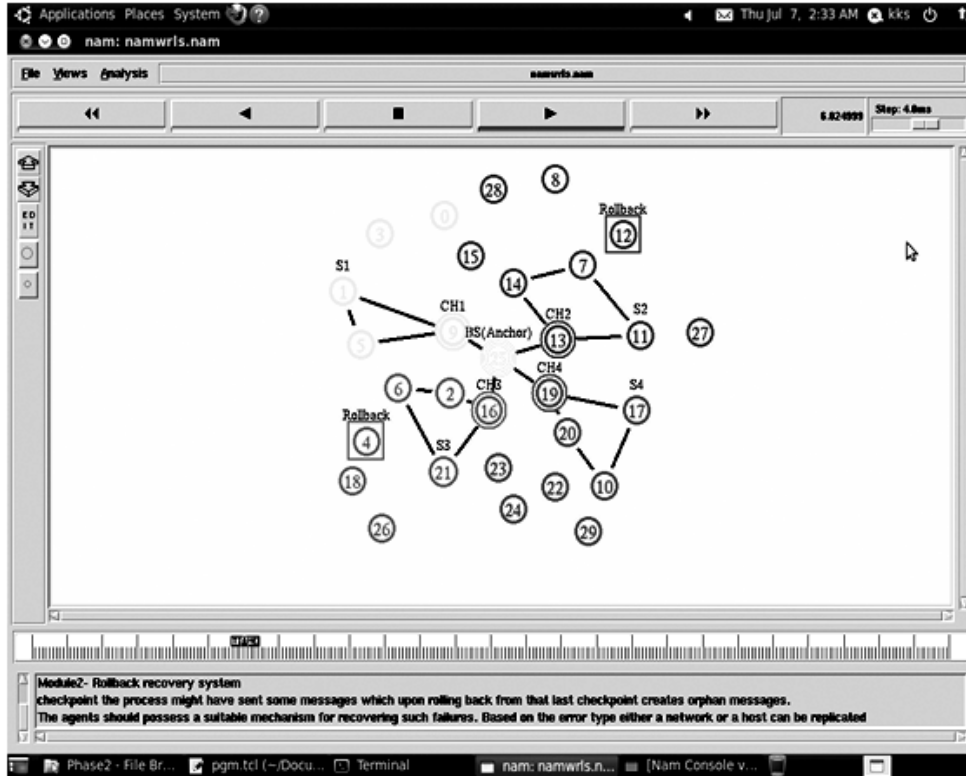 Applications Places System
Thu Jul 7, 2:33 AM kks
nam: namwrls.nam
File Views Analysis namwrls.nam
6.824999 Step: 4.0ms
ED
IT
28 8
0
3
Rollback
12
15
7
14
S1
1
CH1
9
BS(Anchor)
CH2
13
S2
11
27
5
CH4
19
6
2
CH3
16
S4
17
Rollback
4
20
S3
21
23
18
22
10
24
26
29
TIME
Module2- Rollback recovery system
checkpoint the process might have sent some messages which upon rolling back from that last checkpoint creates orphan messages.
The agents should possess a suitable mechanism for recovering such failures. Based on the error type either a network or a host can be replicated
Phase2 - File Br... pgm.tcl (~/Docu... Terminal nam: namwrls.n... [Nam Console v...